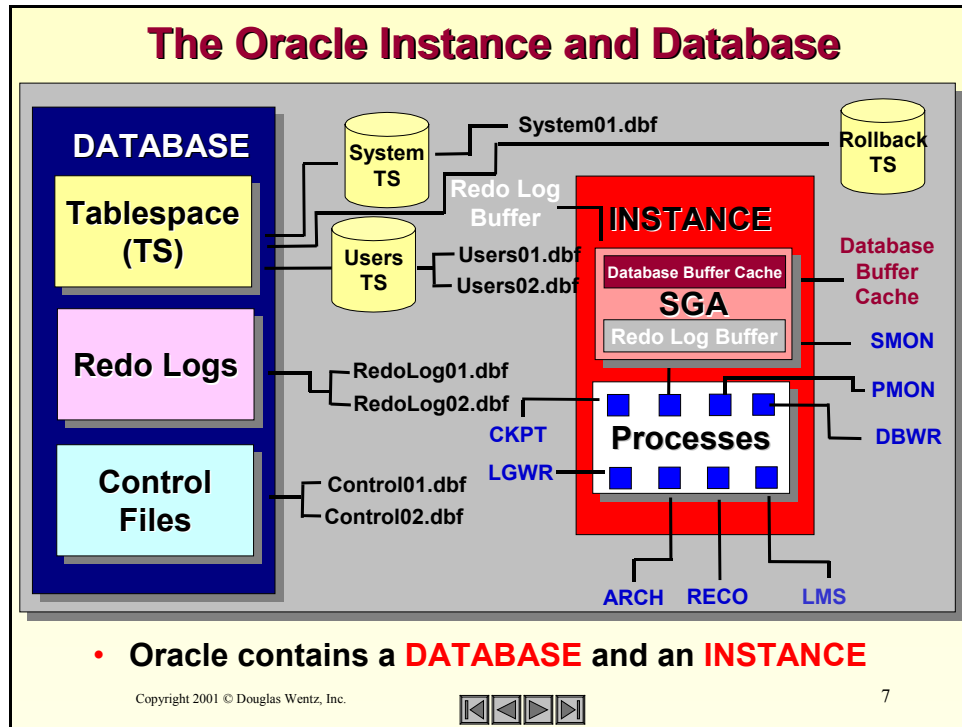 The Oracle Instance and Database
DATABASE
Tablespace
(TS)
Redo Logs
Control
Files
System
TS
System01.dbf
Rollback
TS
Users
TS
Users01.dbf
Users02.dbf
RedoLog01.dbf
RedoLog02.dbf
Control01.dbf
Control02.dbf
Redo Log
Buffer
INSTANCE
Database Buffer Cache
SGA
Redo Log Buffer
Database
Buffer
Cache
SMON
PMON
DBWR
CKPT
Processes
LGWR
ARCH
RECO
LMS
• Oracle contains a DATABASE and an INSTANCE
Copyright 2001 © Douglas Wentz, Inc.
7